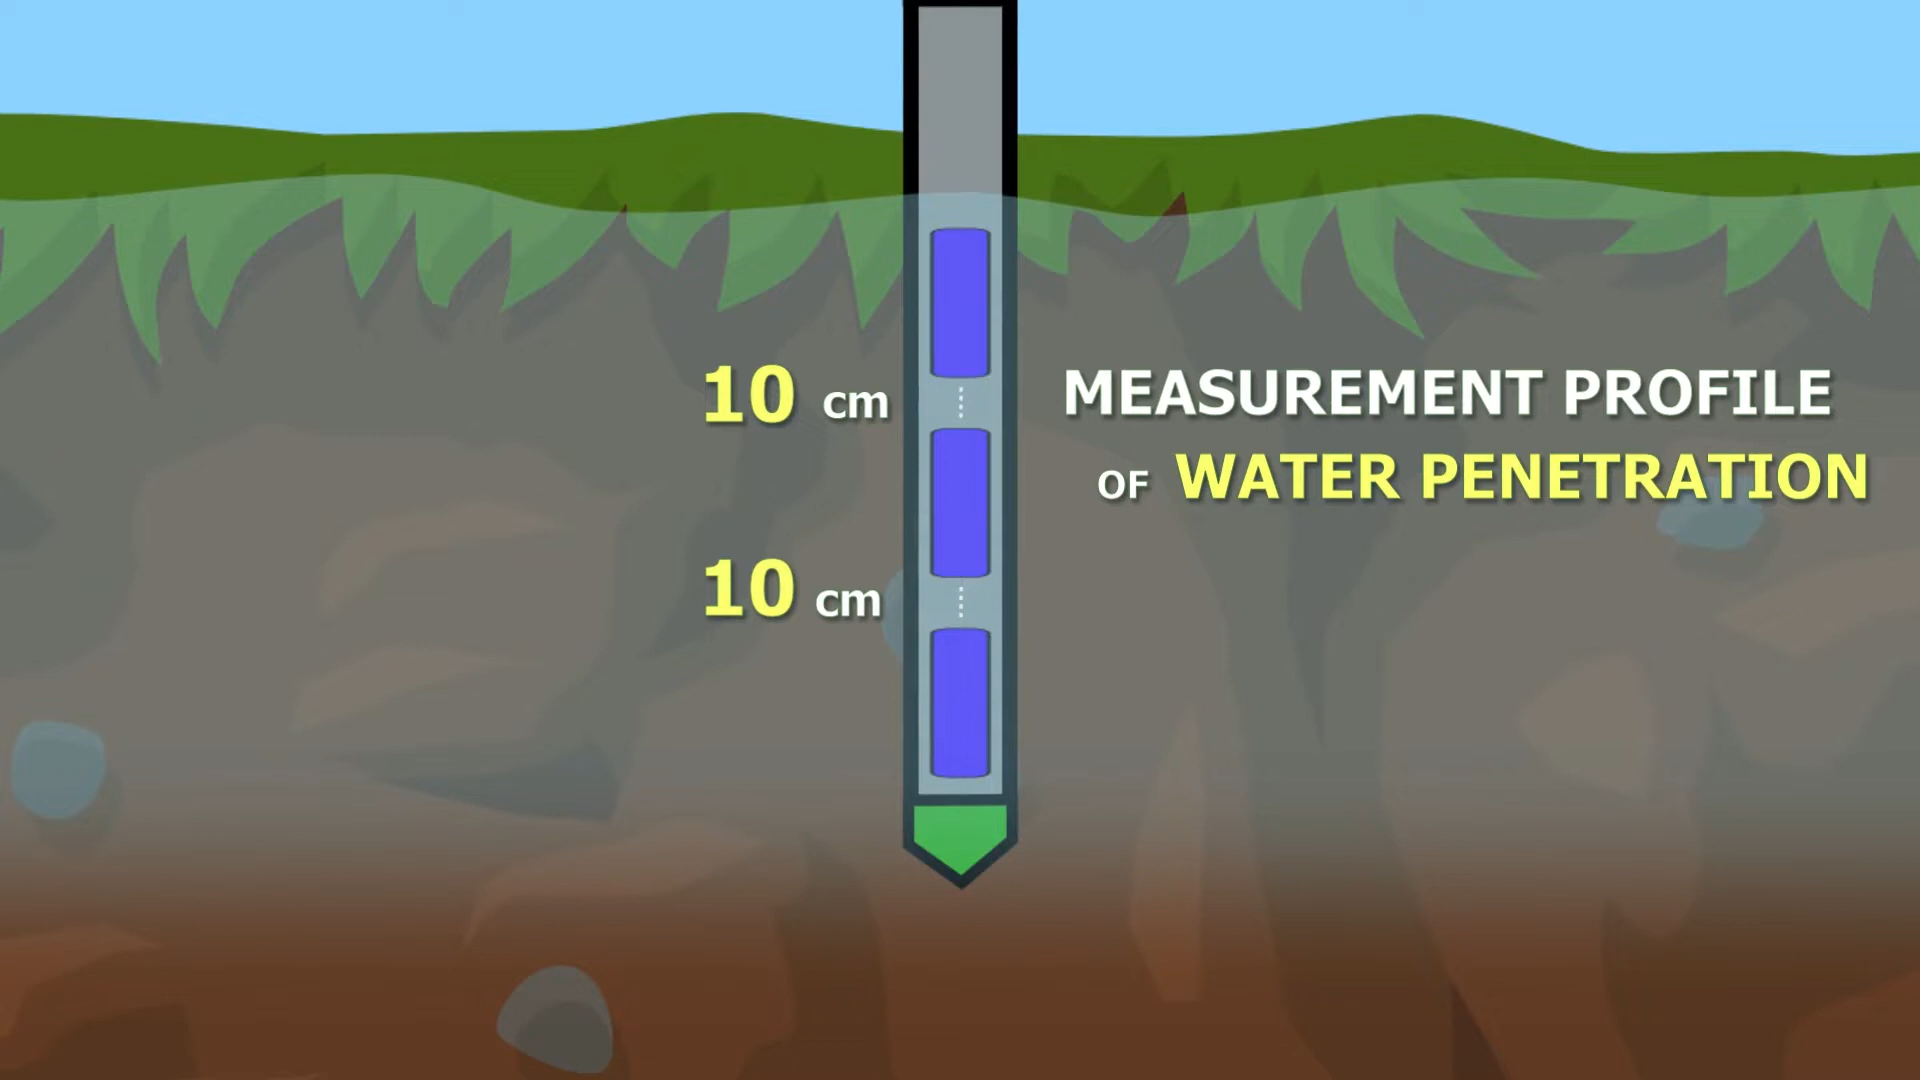 10 cm
MEASUREMENT PROFILE
OF WATER PENETRATION
10 cm